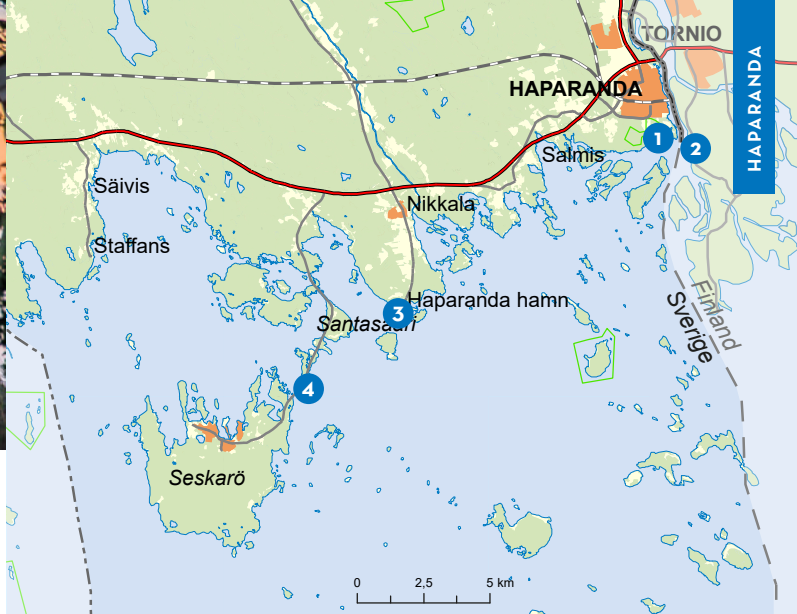 TORNIO
HAPARANDA
HAPARANDA
1
2
Salmis
Säivis
Nikkala
Staffans
Haparanda hamn
3
Santasaari
Finland
Sverige
4
Seskarö
0 2,5 5 km